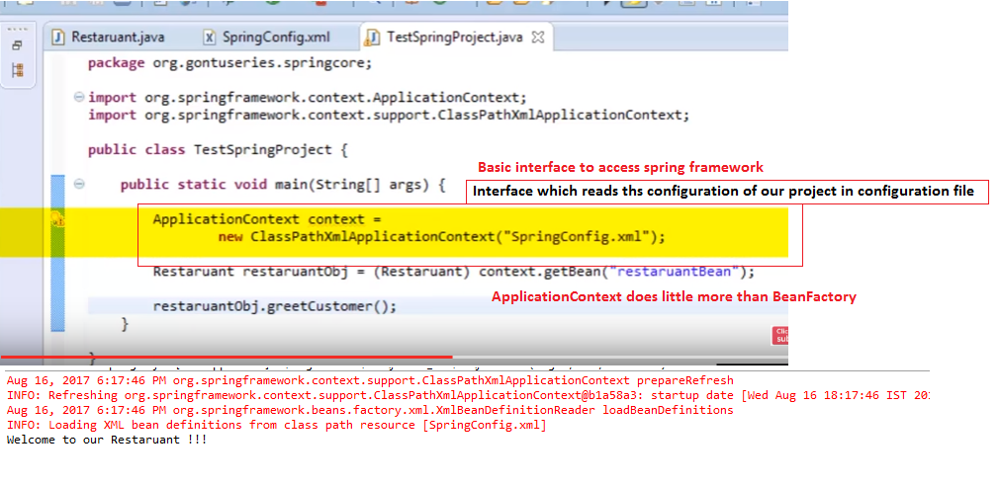 Restaruant.java
SpringConfig.xml
TestSpringProject.java
package org.gontuseries.springcore;
import org.springframework.context.ApplicationContext;
import org.springframework.context.support.ClassPathXmlApplicationContext;
public class TestSpringProject {
Basic interface to access spring framework
public static void main(String[] args) {
Interface which reads ths configuration of our project in configuration file
ApplicationContext context =
new ClassPathXmlApplicationContext("SpringConfig.xml");
Restaruant restaruantObj = (Restaruant) context.getBean("restaruantBean");
ApplicationContext does little more than BeanFactory
restaruantObj.greetCustomer();
}
}
Aug 16, 2017 6:17:46 PM org.springframework.context.support.ClassPathXmlApplicationContext prepareRefresh
INFO: Refreshing org.springframework.context.support.ClassPathXmlApplicationContext@b1a58a3: startup date [Wed Aug 16 18:17:46 IST 201
Aug 16, 2017 6:17:46 PM org.springframework.beans.factory.xml.XmlBeanDefinitionReader loadBeanDefinitions
INFO: Loading XML bean definitions from class path resource [SpringConfig.xml]
Welcome to our Restaruant !!!